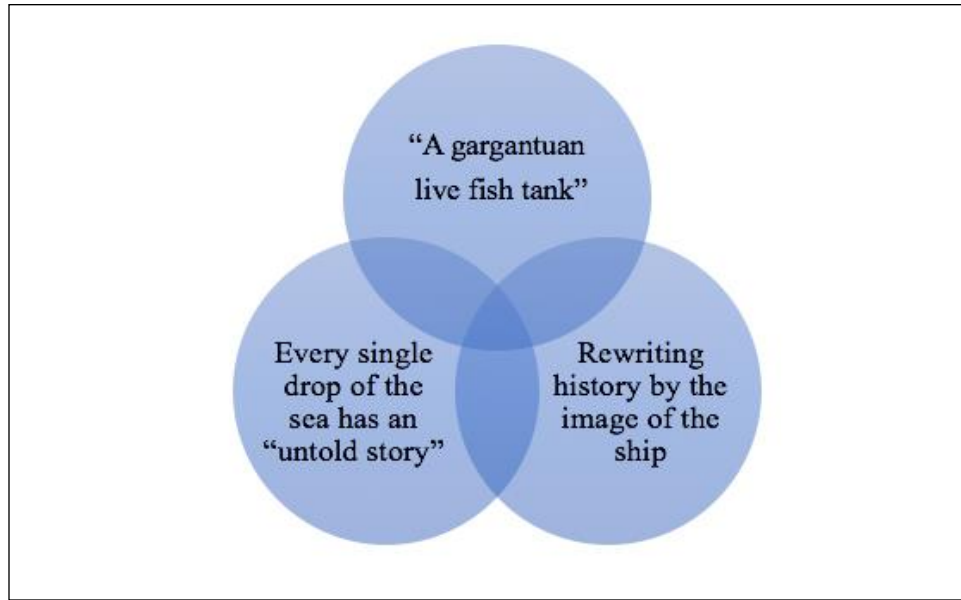 “A gargantuan
live fish tank”
Every single
drop of the
sea has an
“untold story”
Rewriting
history by the
image of the
ship